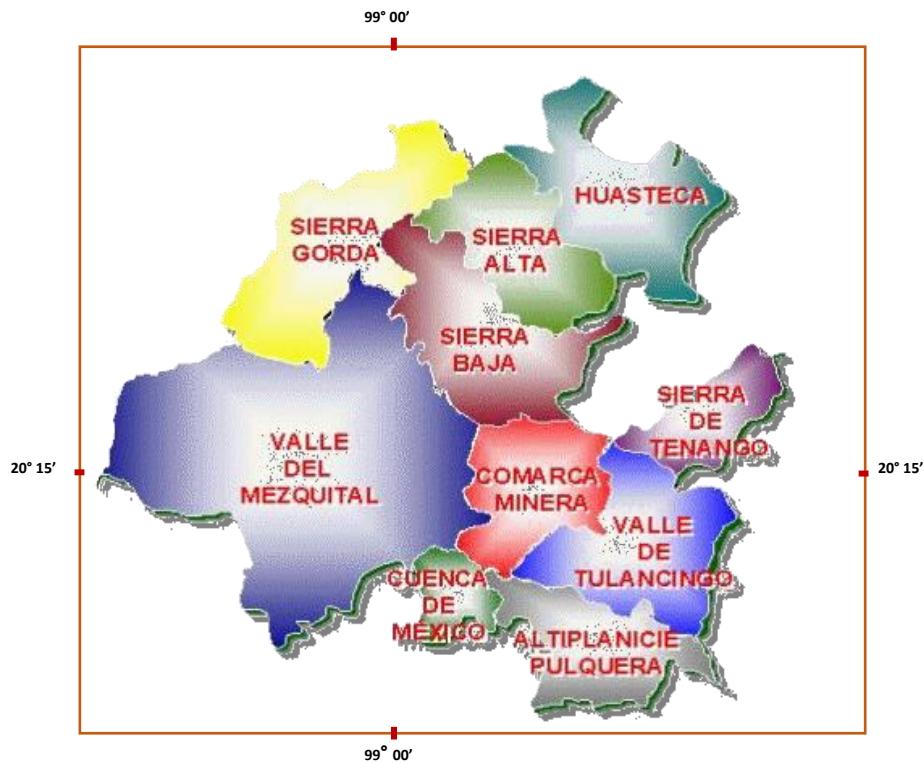 99° 00’
HUASTECA
SIERRA
GORDA
SIERRA
ALTA
SIERRA
BAJA
SIERRA
DE
TENANGO
VALLE
DEL
MEZQUITAL
20° 15’
COMARCA
MINERA
20° 15’
VALLE
DE
TULANCINGO
CUENCA
DE
MÉXICO
ALTIPLANICIE
PULQUERA
99° 00’